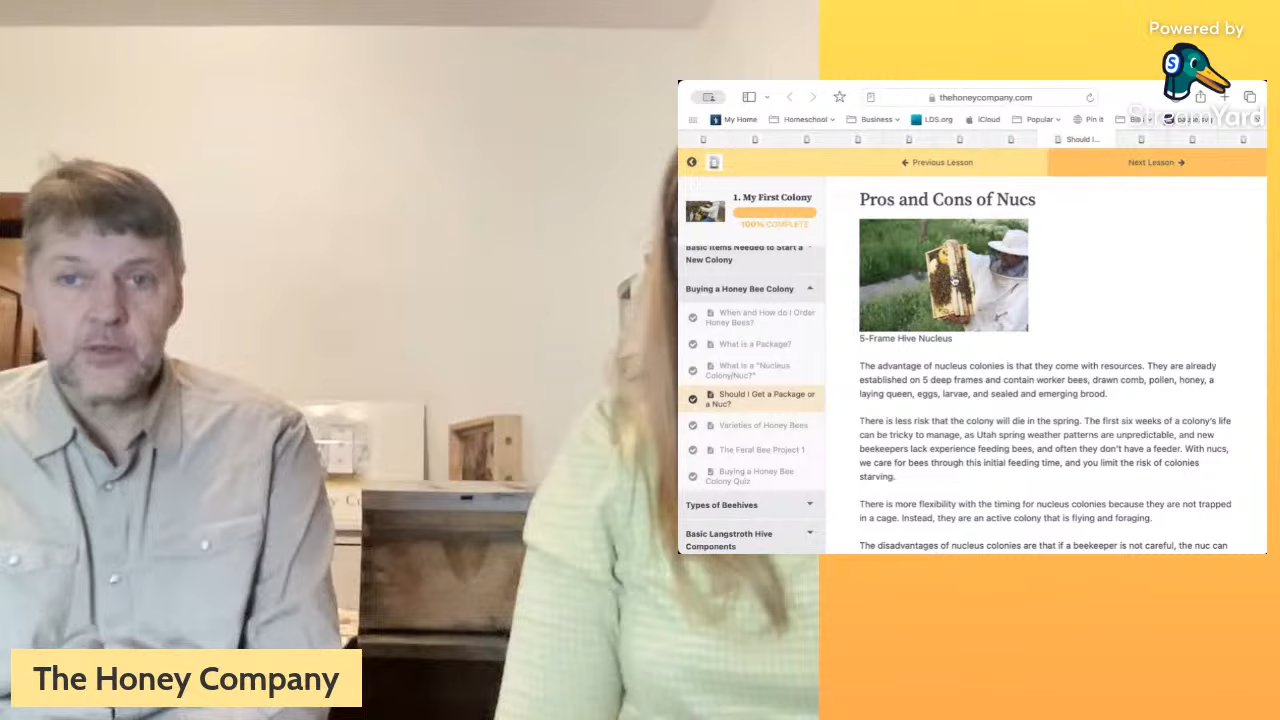 Powered by
StreamYard
thehoneycompany.com
My Home
Homeschool
Business
LDS.org
iCloud
Popular
Pin It
Should I...
Previous Lesson
Next Lesson
1. My First Colony
100% COMPLETE
Basic Items Needed to Start a
New Colony
Buying a Honey Bee Colony
When and How do I Order
Honey Bees?
What is a Package?
What is a "Nucleus
Colony/Nuc?"
Should I Get a Package or
a Nuc?
Varieties of Honey Bees
The Feral Bee Project 1
Buying a Honey Bee
Colony Quiz
Types of Beehives
Basic Langstroth Hive
Components
Pros and Cons of Nucs
5-Frame Hive Nucleus
The advantage of nucleus colonies is that they come with resources. They are already
established on 5 deep frames and contain worker bees, drawn comb, pollen, honey, a
laying queen, eggs, larvae, and sealed and emerging brood.
There is less risk that the colony will die in the spring. The first six weeks of a colony's life
can be tricky to manage, as Utah spring weather patterns are unpredictable, and new
beekeepers lack experience feeding bees, and often they don't have a feeder. With nucs,
we care for bees through this initial feeding time, and you limit the risk of colonies
starving.
There is more flexibility with the timing for nucleus colonies because they are not trapped
in a cage. Instead, they are an active colony that is flying and foraging.
The disadvantages of nucleus colonies are that if a beekeeper is not careful, the nuc can
The Honey Company